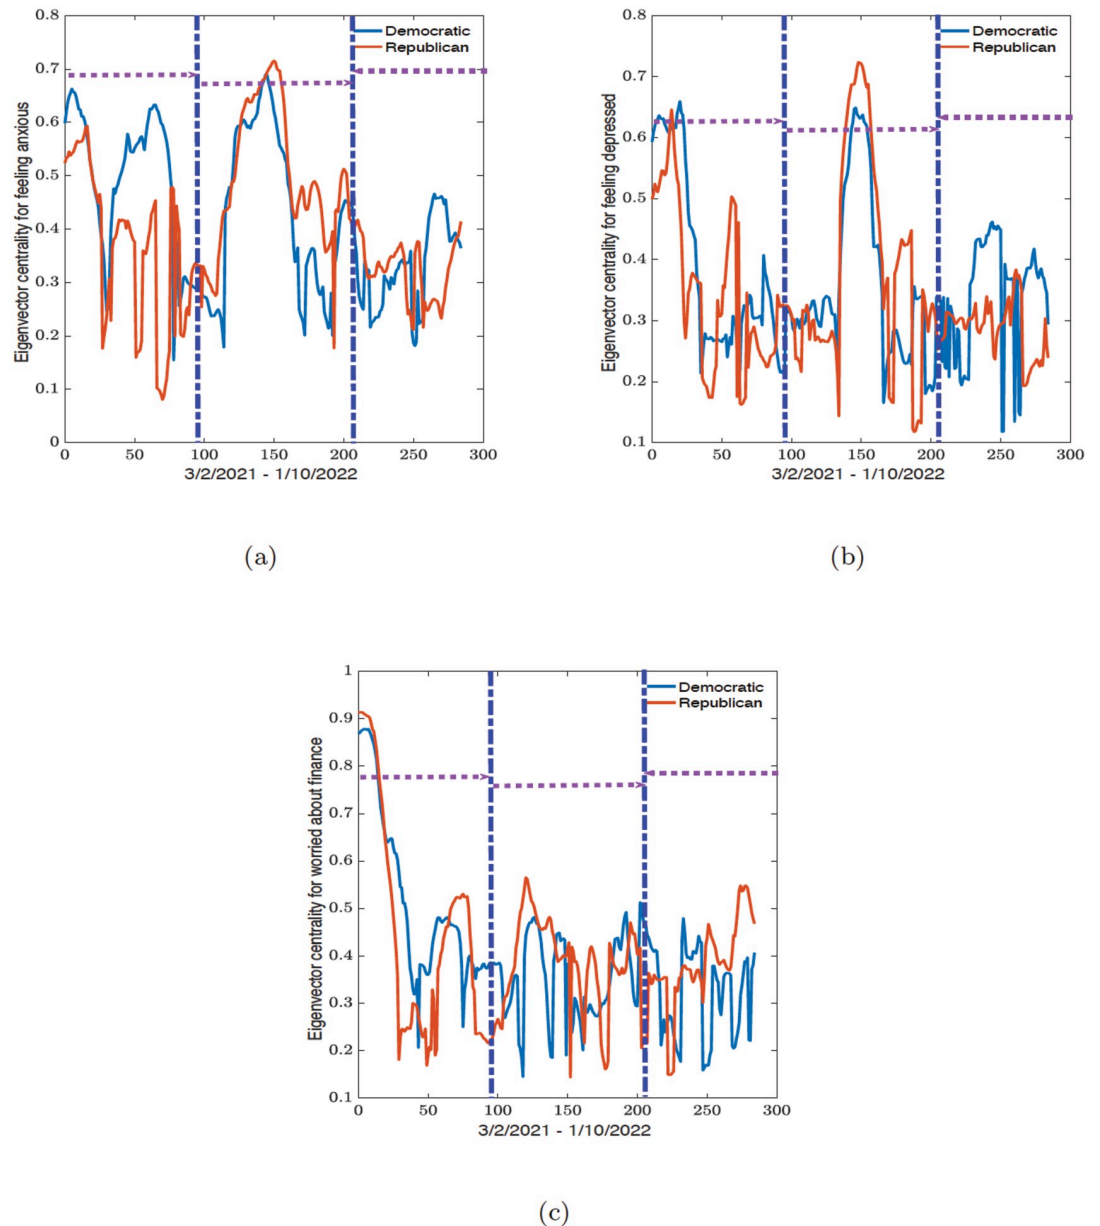 Eigenvector centrality for feeling anxious
0.8
0.7
0.6
0.5
0.4
0.3
0.2
0.1
0
Democratic
Republican
0 50 100 150 200 250 300
3/2/2021 - 1/10/2022
(a)
Eigenvector centrality for feeling depressed
0.8
0.7
0.6
0.5
0.4
0.3
0.2
0.1
Democratic
Republican
0 50 100 150 200 250 300
3/2/2021 - 1/10/2022
(b)
Eigenvector centrality for worried about finance
1
0.9
0.8
0.7
0.6
0.5
0.4
0.3
0.2
0.1
Democratic
Republican
0 50 100 150 200 250 300
3/2/2021 - 1/10/2022
(c)